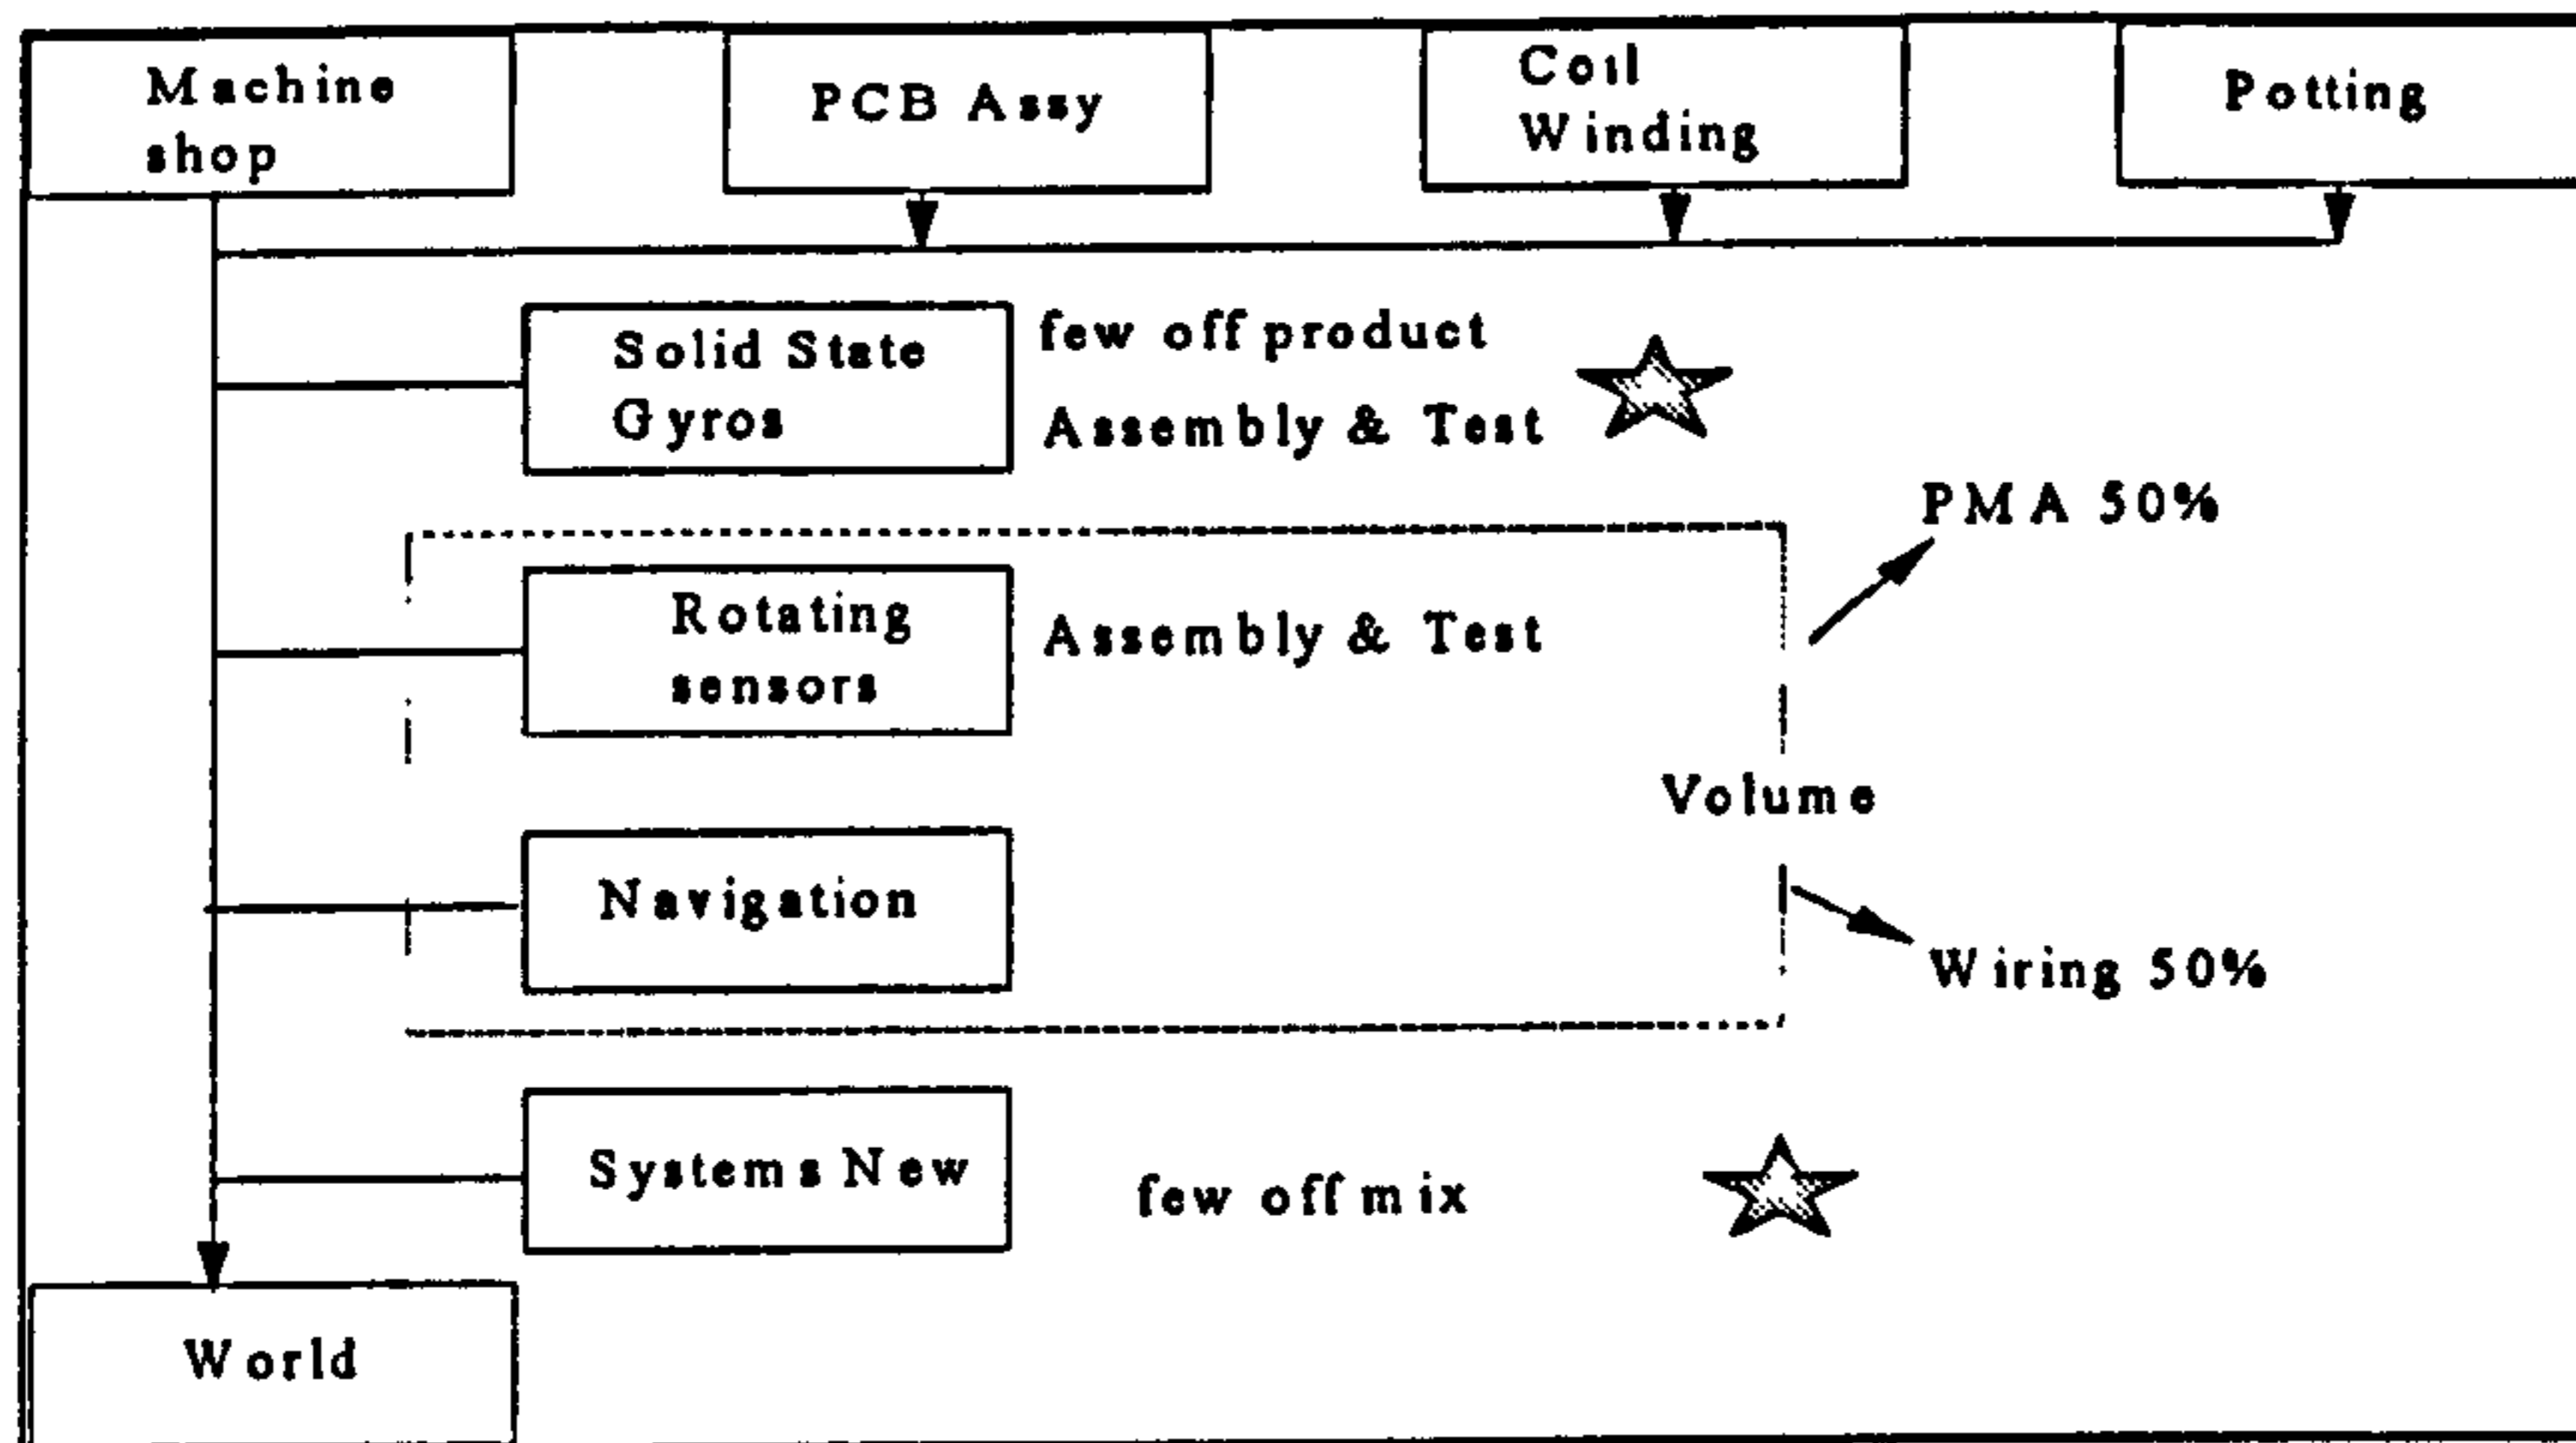 Machine
shop
PCB Assy
Coil
Winding
Potting
Solid State
Gyros
few off product
Assembly & Test
PMA 50%
Rotating
sensors
Assembly & Test
Volume
Navigation
Wiring 50%
Systems New
few off mix
World